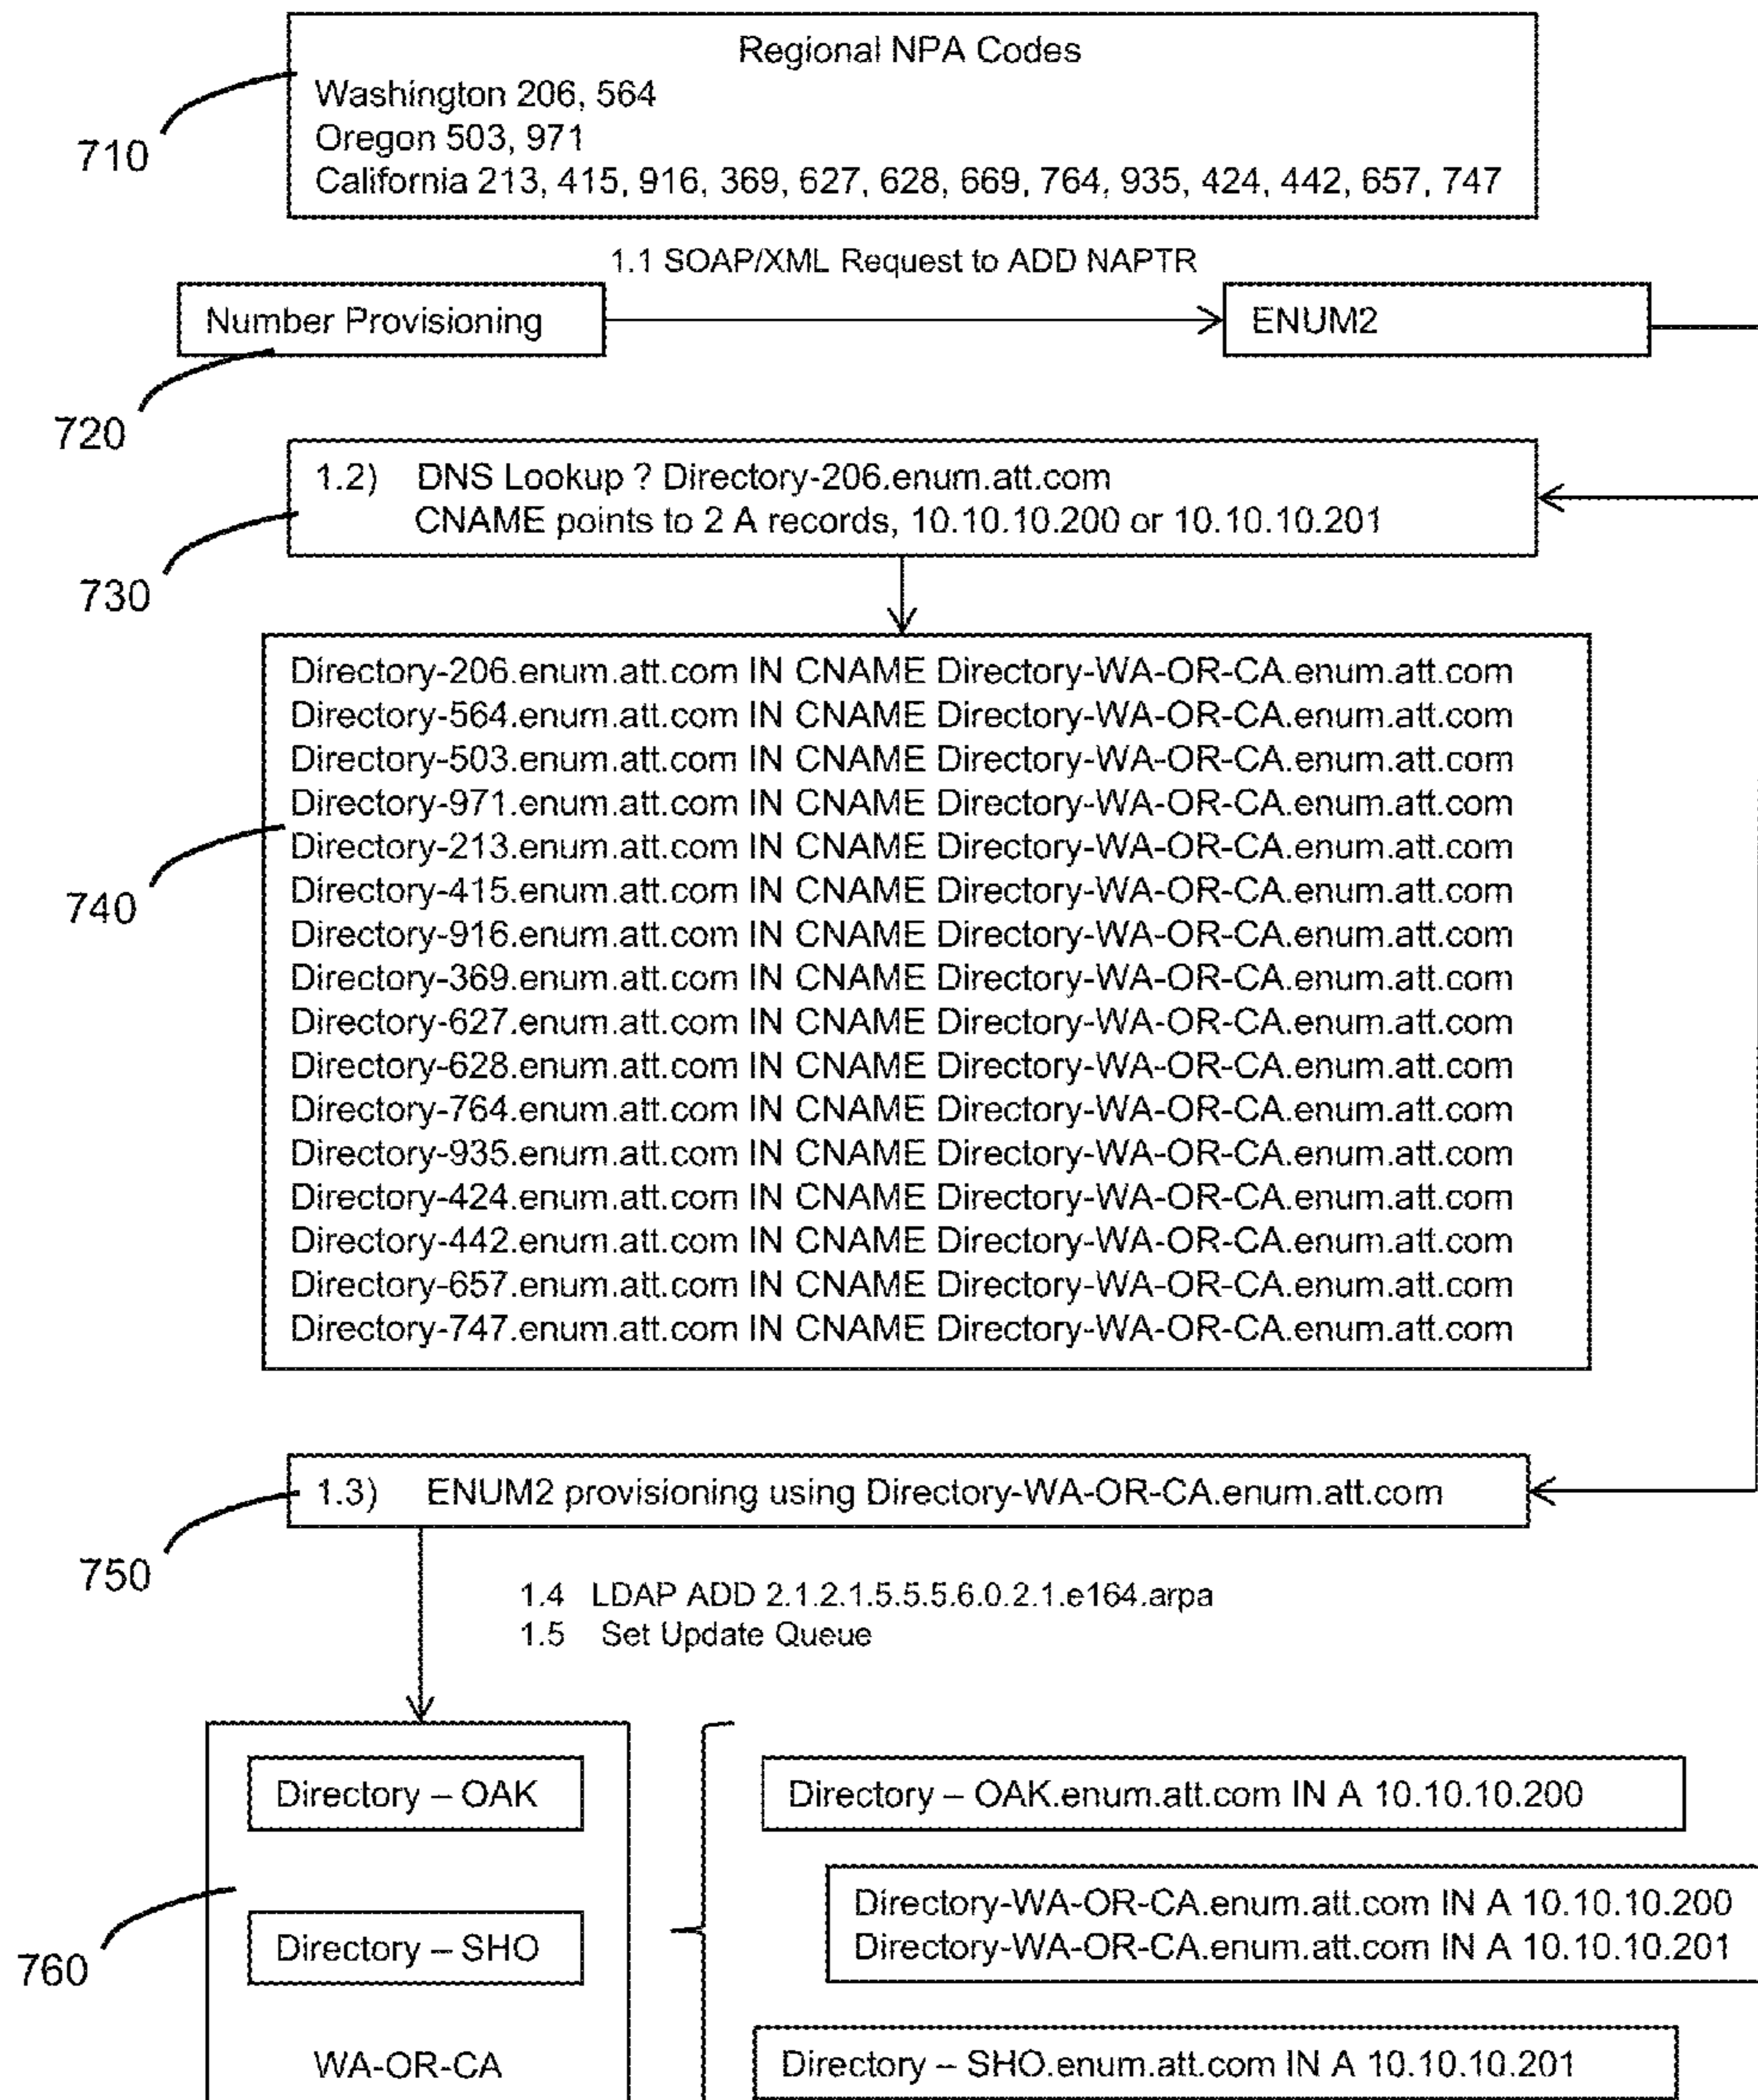 Regional NPA Codes
Washington 206, 564
Oregon 503, 971
California 213, 415, 916, 369, 627, 628, 669, 764, 935, 424, 442, 657, 747
710
1.1 SOAP/XML Request to ADD NAPTR
Number Provisioning
ENUM2
720
1.2) DNS Lookup ? Directory-206.enum.att.com
CNAME points to 2 A records, 10.10.10.200 or 10.10.10.201
730
Directory-206.enum.att.com IN CNAME Directory-WA-OR-CA.enum.att.com
Directory-564.enum.att.com IN CNAME Directory-WA-OR-CA.enum.att.com
Directory-503.enum.att.com IN CNAME Directory-WA-OR-CA.enum.att.com
Directory-971.enum.att.com IN CNAME Directory-WA-OR-CA.enum.att.com
Directory-213.enum.att.com IN CNAME Directory-WA-OR-CA.enum.att.com
Directory-415.enum.att.com IN CNAME Directory-WA-OR-CA.enum.att.com
Directory-916.enum.att.com IN CNAME Directory-WA-OR-CA.enum.att.com
Directory-369.enum.att.com IN CNAME Directory-WA-OR-CA.enum.att.com
Directory-627.enum.att.com IN CNAME Directory-WA-OR-CA.enum.att.com
Directory-628.enum.att.com IN CNAME Directory-WA-OR-CA.enum.att.com
Directory-764.enum.att.com IN CNAME Directory-WA-OR-CA.enum.att.com
Directory-935.enum.att.com IN CNAME Directory-WA-OR-CA.enum.att.com
Directory-424.enum.att.com IN CNAME Directory-WA-OR-CA.enum.att.com
Directory-442.enum.att.com IN CNAME Directory-WA-OR-CA.enum.att.com
Directory-657.enum.att.com IN CNAME Directory-WA-OR-CA.enum.att.com
Directory-747.enum.att.com IN CNAME Directory-WA-OR-CA.enum.att.com
740
1.3) ENUM2 provisioning using Directory-WA-OR-CA.enum.att.com
750
1.4 LDAP ADD 2.1.2.1.5.5.5.6.0.2.1.e164.arpa
1.5 Set Update Queue
Directory – OAK
Directory – OAK.enum.att.com IN A 10.10.10.200
Directory-WA-OR-CA.enum.att.com IN A 10.10.10.200
Directory-WA-OR-CA.enum.att.com IN A 10.10.10.201
Directory – SHO
760
WA-OR-CA
Directory – SHO.enum.att.com IN A 10.10.10.201